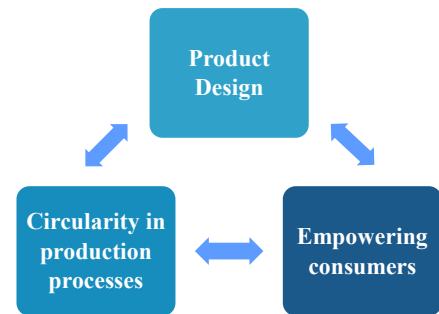 Product
Design
Circularity in
production
processes
Empowering
consumers